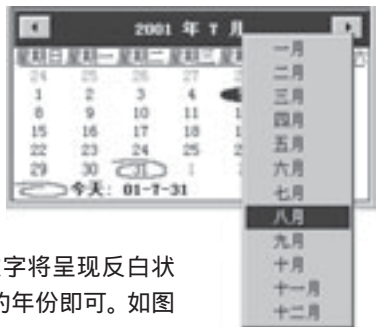 2001 年 7 月
星期日 星期一 星期二 星期三 星
24 25 26 27
1 2 3 4
8 9 10 11
15 16 17 18
22 23 24 25
29 30 31 1
今天: 01-7-31
一月
二月
三月
四月
五月
六月
七月
八月
九月
十月
十一月
十二月
字将呈现反白状
的年份即可。如图